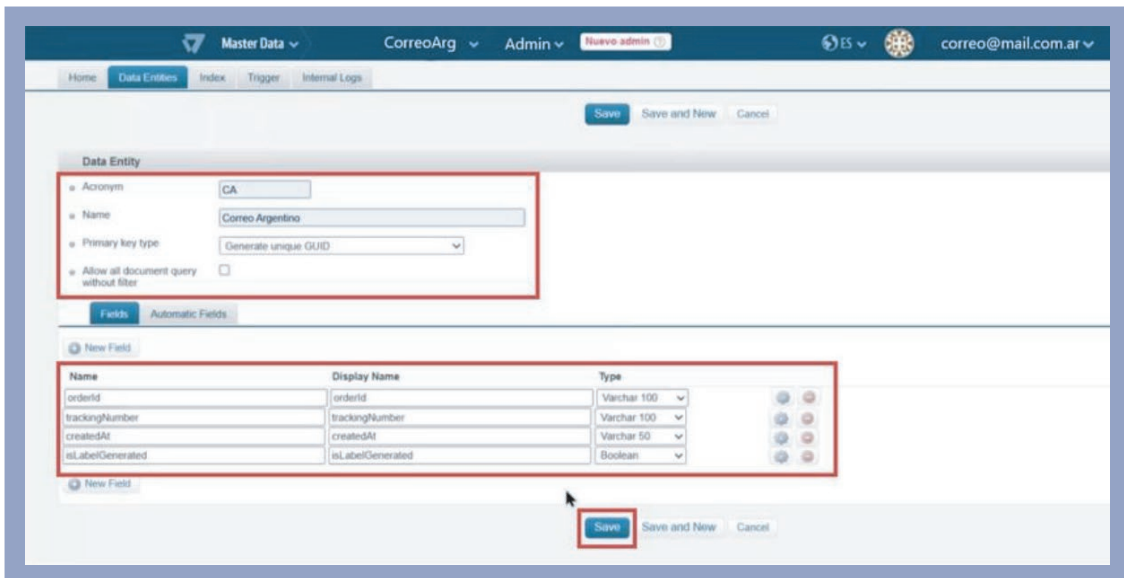 Master Data CorreoArg Admin Nuevo admin ES correo@mail.com.ar
Home Data Entities Index Trigger Internal Logs
Save Save and New Cancel
Data Entity
Acronym CA
Name Correo Argentino
Primary key type Generate unique GUID
Allow all document query
without filter
Fields Automatic Fields
New Field
Name Display Name Type
orderId orderId Varchar 100
trackingNumber trackingNumber Varchar 100
createdAt createdAt Varchar 50
isLabelGenerated isLabelGenerated Boolean
New Field
Save Save and New Cancel